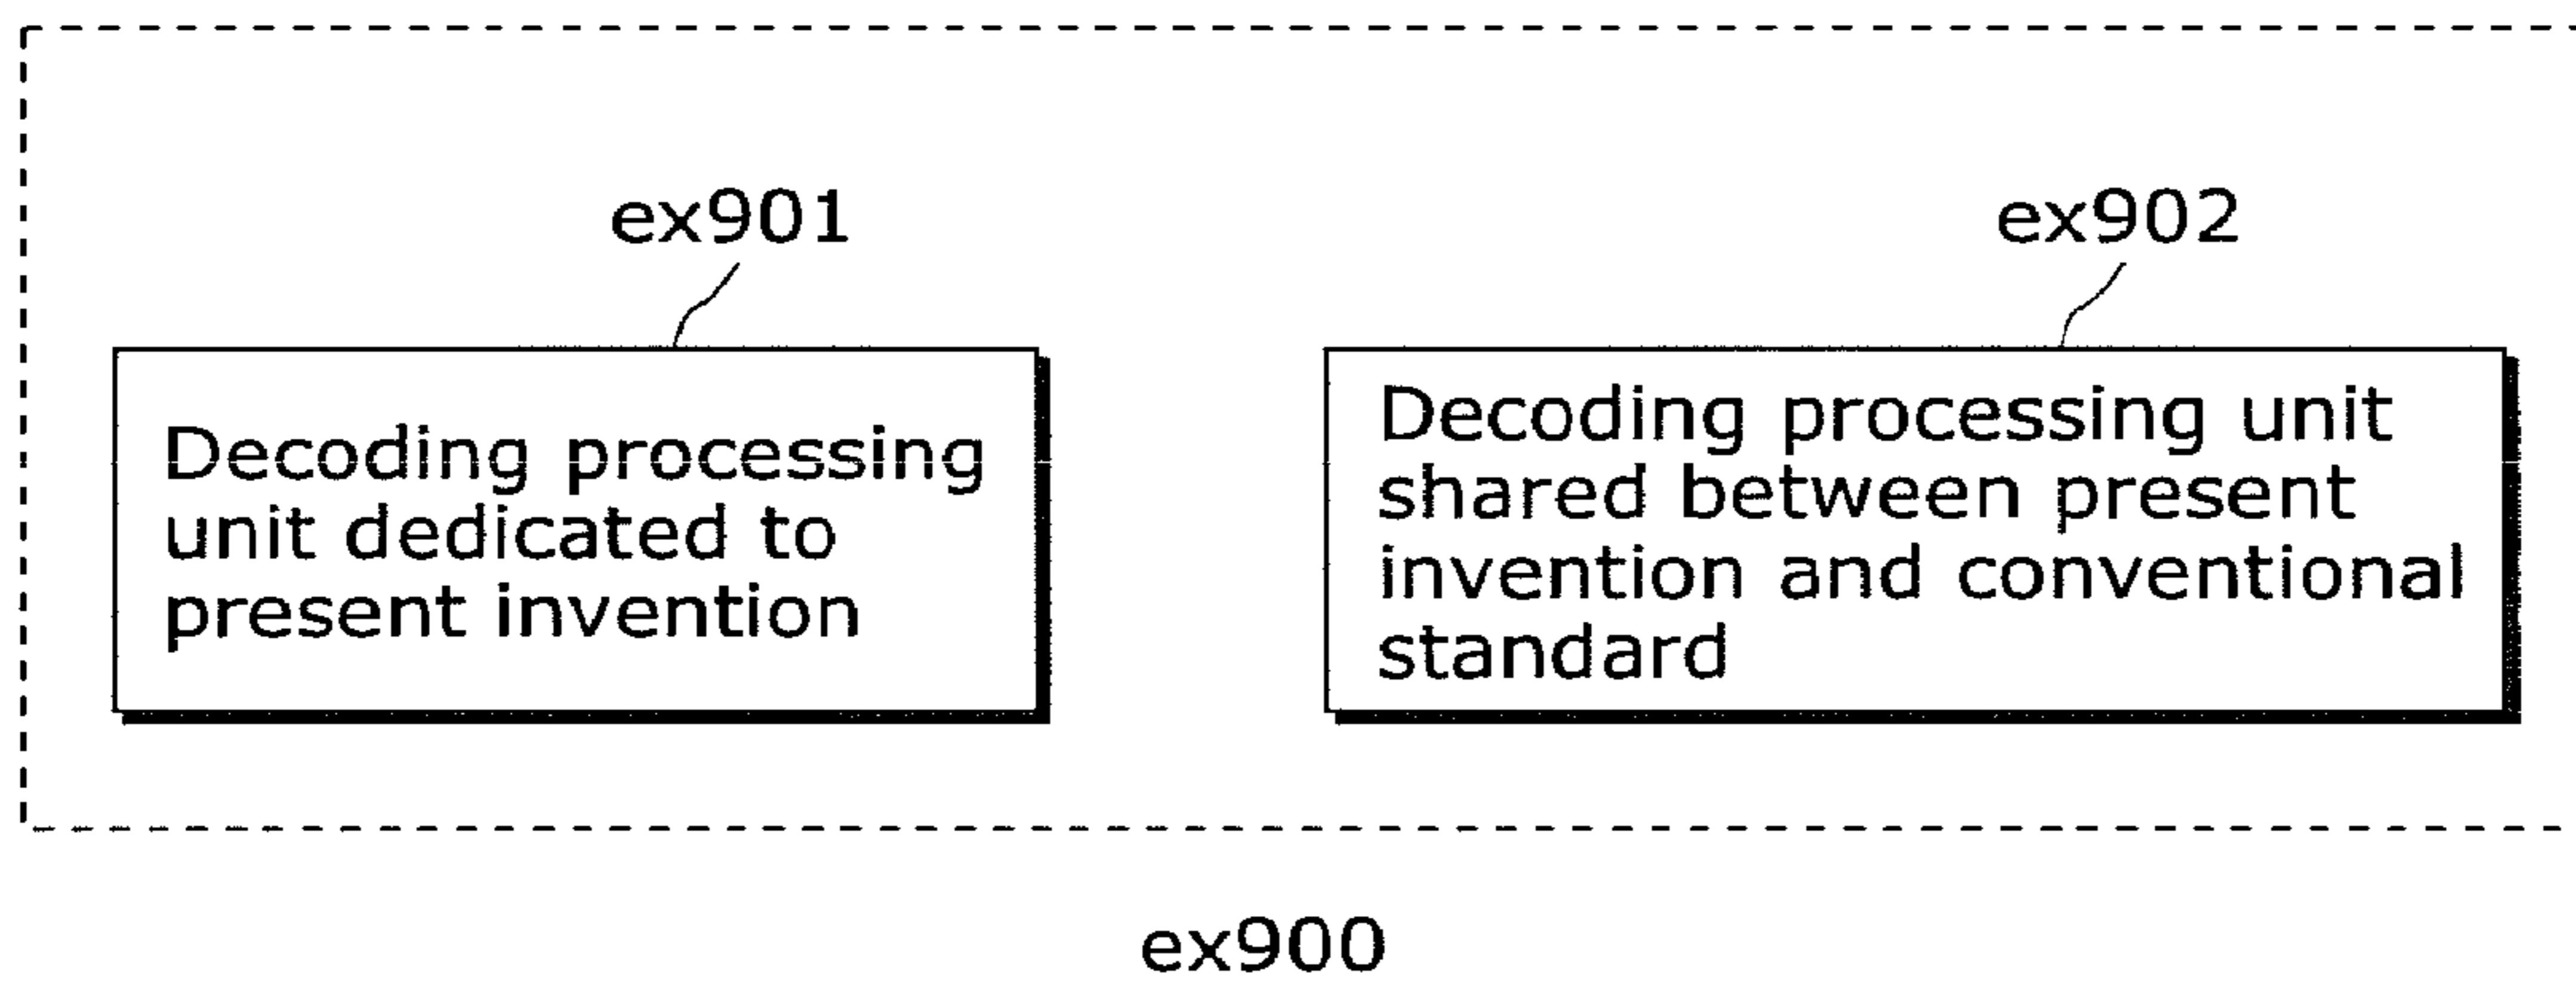 ex901
Decoding processing
unit dedicated to
present invention
ex902
Decoding processing unit
shared between present
invention and conventional
standard
ex900